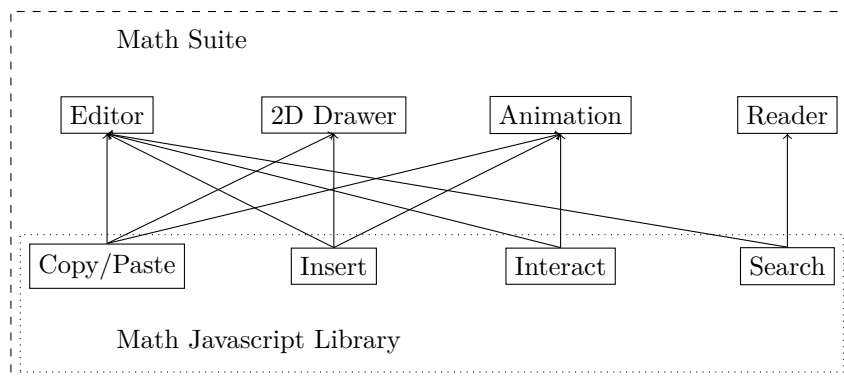 Math Suite
Editor 2D Drawer Animation Reader
Copy/Paste Insert Interact Search
Math Javascript Library